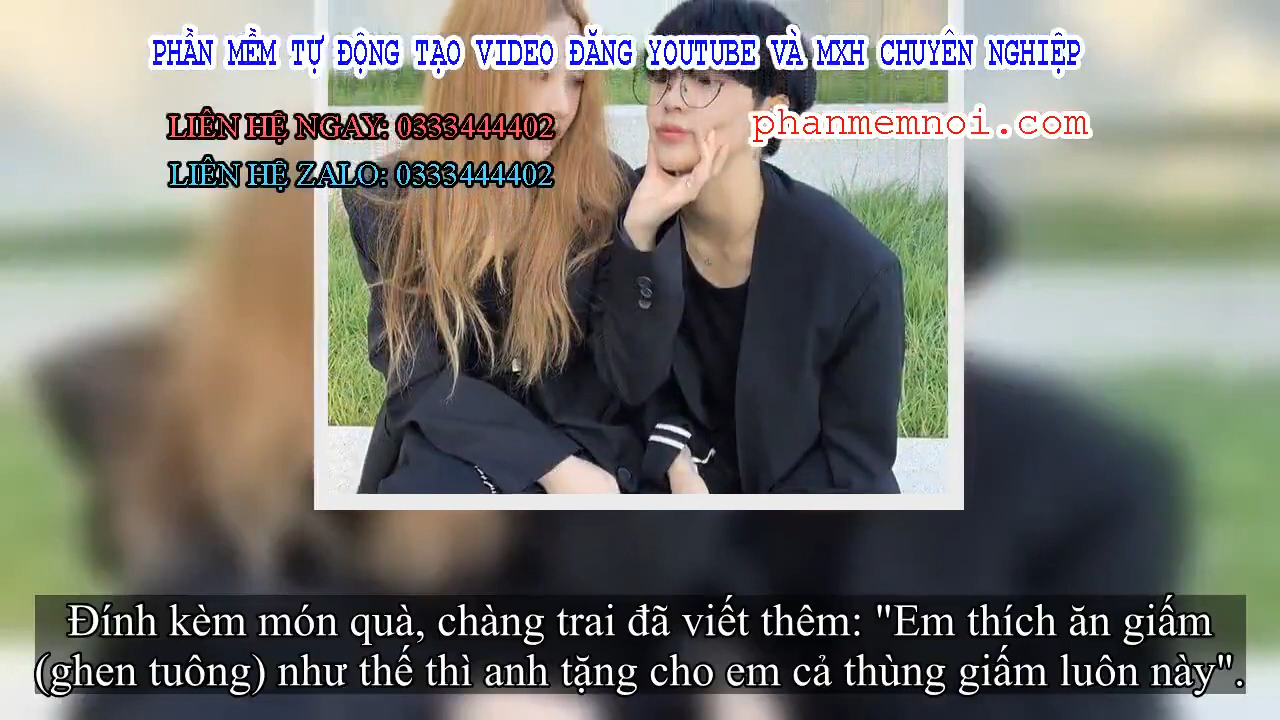 PHẦN MỀM TỰ ĐỘNG TẠO VIDEO ĐĂNG YOUTUBE VÀ MXH CHUYÊN NGHIỆP
LIÊN HỆ NGAY: 0333444402
phanmemnoi.com
LIÊN HỆ ZALO: 0333444402
Đính kèm món quà, chàng trai đã viết thêm: "Em thích ăn giấm
(ghen tuông) như thế thì anh tặng cho em cả thùng giấm luôn này".